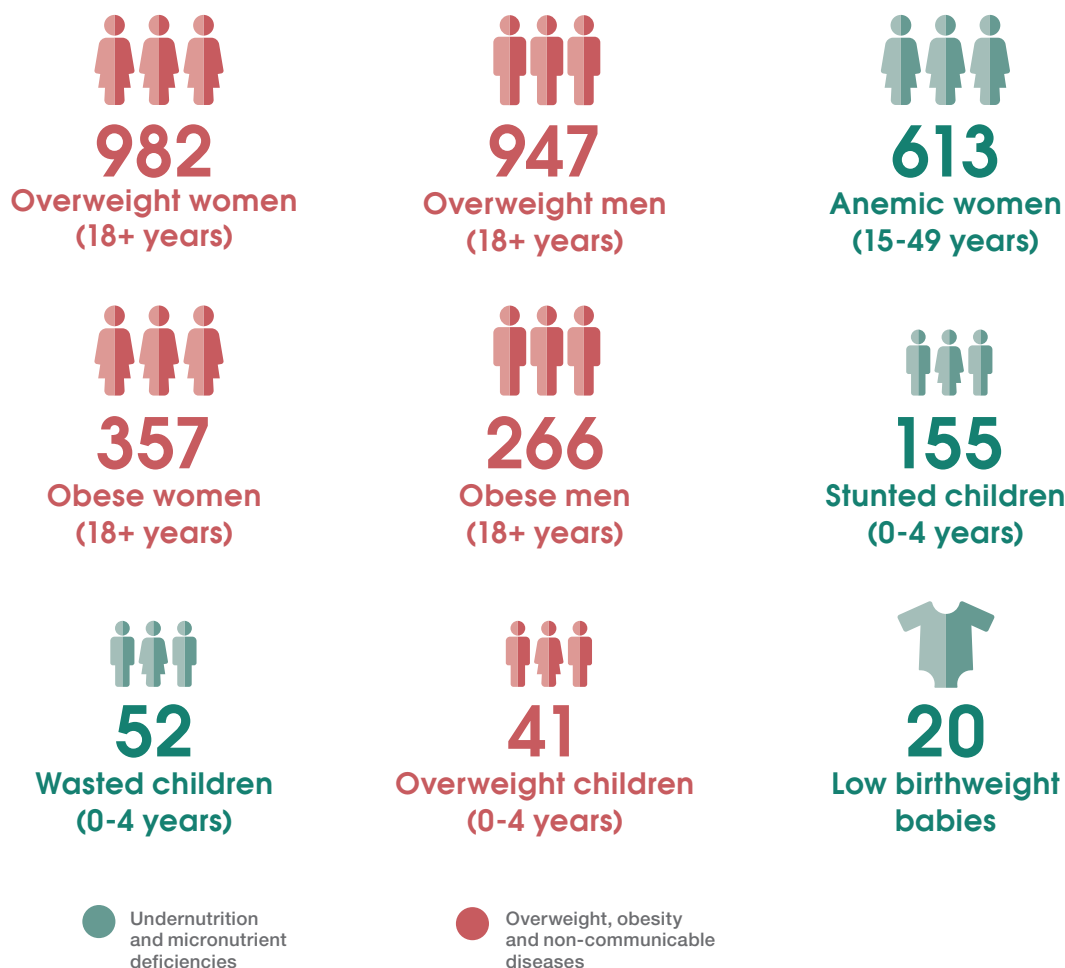 982
Overweight women
(18+ years)
947
Overweight men
(18+ years)
613
Anemic women
(15-49 years)
357
Obese women
(18+ years)
266
Obese men
(18+ years)
155
Stunted children
(0-4 years)
52
Wasted children
(0-4 years)
41
Overweight children
(0-4 years)
20
Low birthweight
babies
Undernutrition
and micronutrient
deficiencies
Overweight, obesity
and non-communicable
diseases